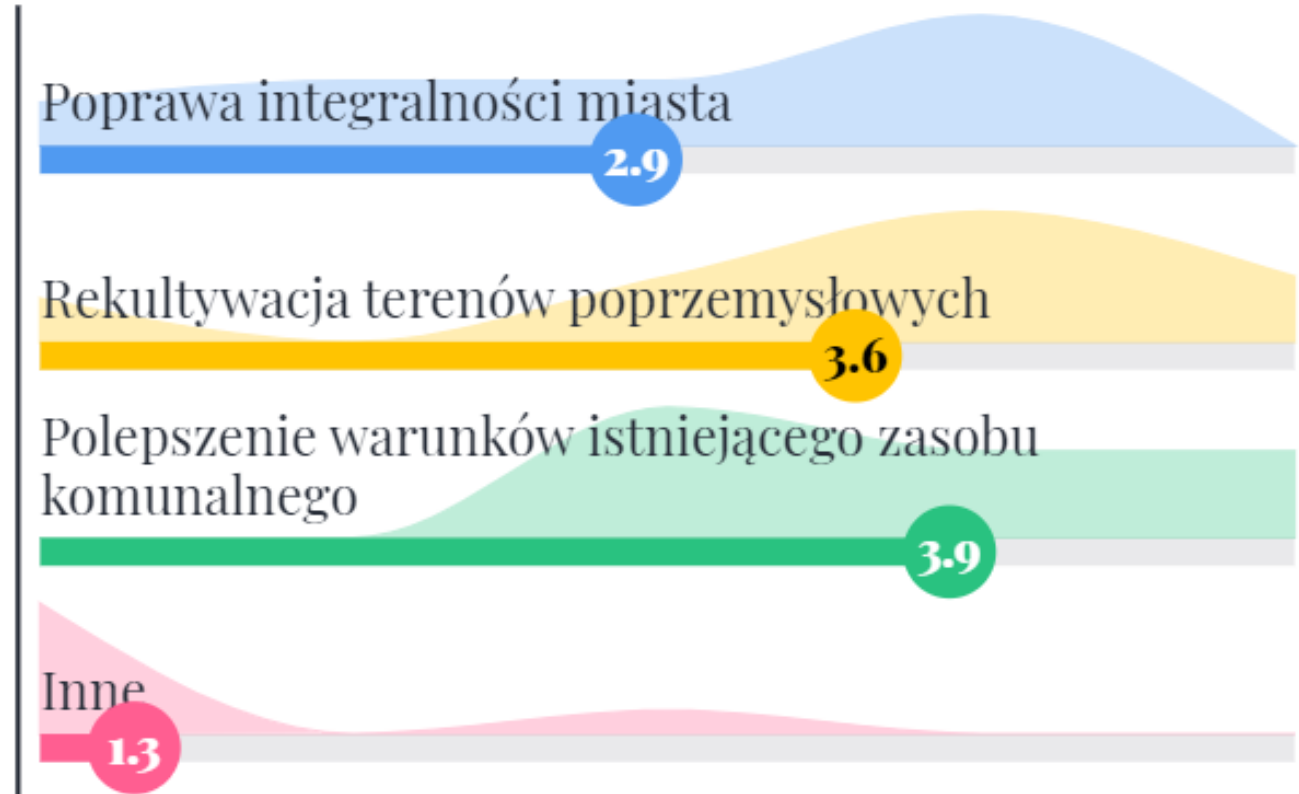 Poprawa integralności miasta
2.9
Rekultywacja terenów poprzemysłowych
3.6
Polepszenie warunków istniejącego zasobu
komunalnego
3.9
Inne
1.3